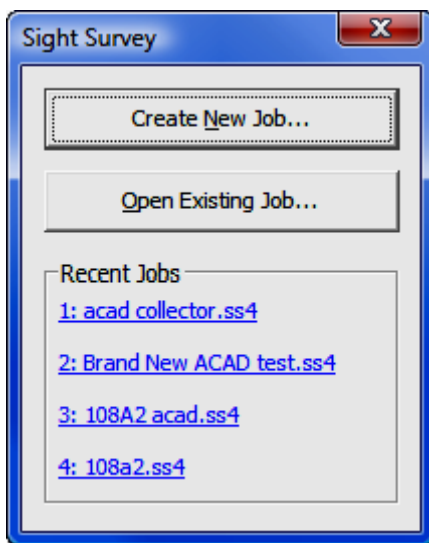 Sight Survey
Create New Job...
Open Existing Job...
Recent Jobs
1: acad collector.ss4
2: Brand New ACAD test.ss4
3: 108A2 acad.ss4
4: 108a2.ss4